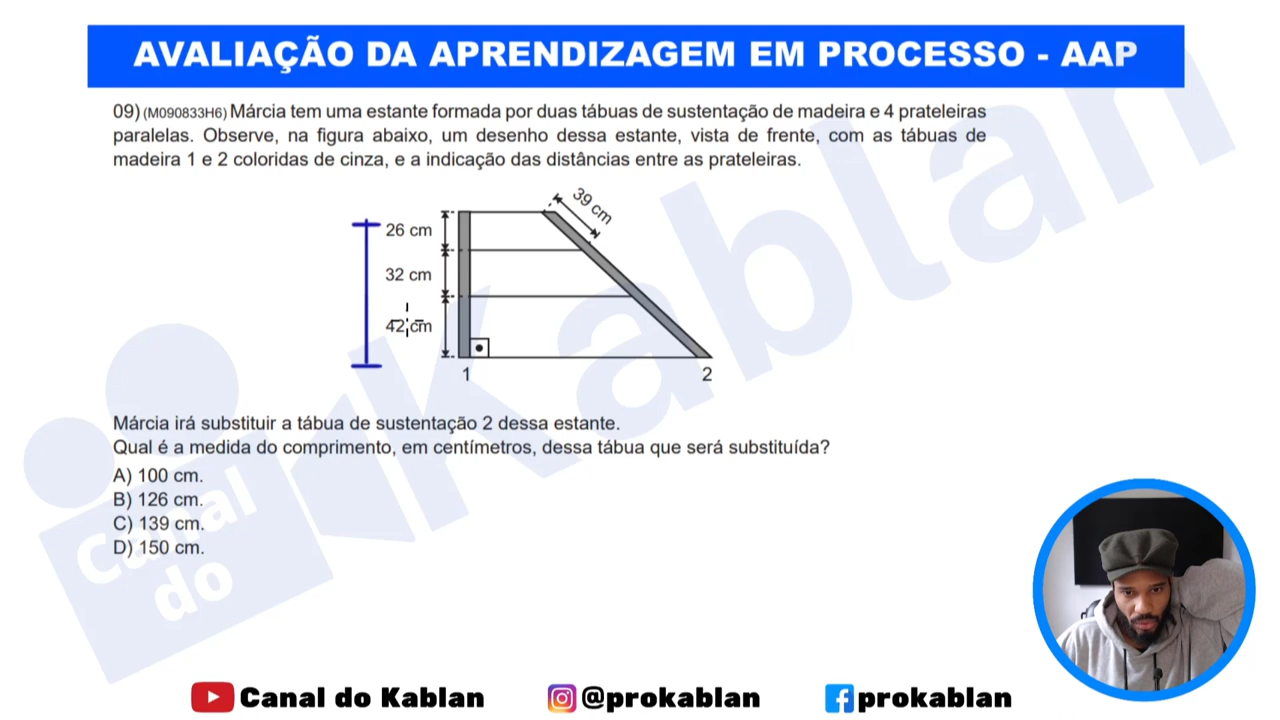 AVALIAÇÃO DA APRENDIZAGEM EM PROCESSO - AAP
09) (M090833H6) Márcia tem uma estante formada por duas tábuas de sustentação de madeira e 4 prateleiras
paralelas. Observe, na figura abaixo, um desenho dessa estante, vista de frente, com as tábuas de
madeira 1 e 2 coloridas de cinza, e a indicação das distâncias entre as prateleiras.
39 cm
26 cm
32 cm
42 cm
1
2
Márcia irá substituir a tábua de sustentação 2 dessa estante.
Qual é a medida do comprimento, em centímetros, dessa tábua que será substituída?
A) 100 cm.
B) 126 cm.
C) 139 cm.
D) 150 cm.
Canal
do
Kablan
Canal do Kablan
@prokablan
prokablan